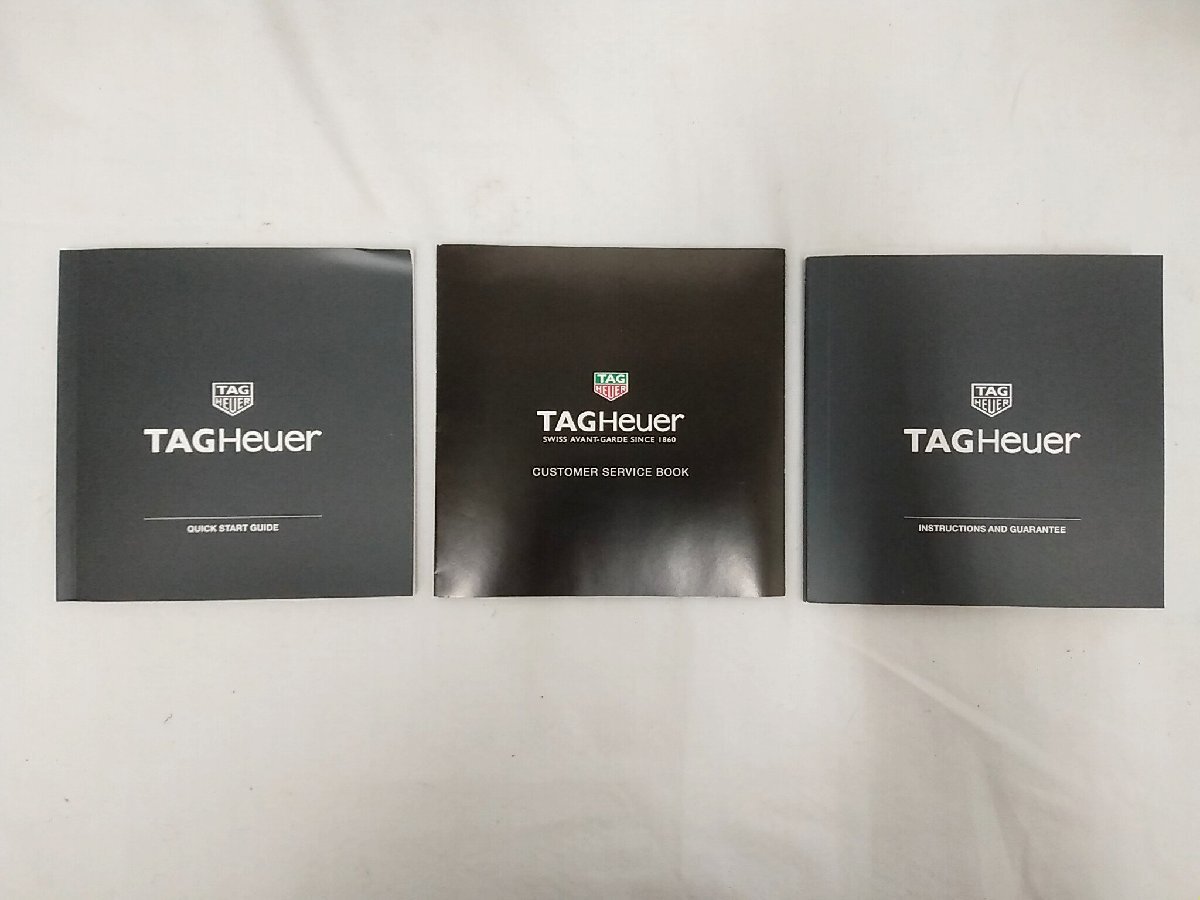 TAG
HEUER
TAGHeuer
QUICK START GUIDE
TAG
HEUER
TAGHeuer
SWISS AVANT-GARDE SINCE 1860
CUSTOMER SERVICE BOOK
TAG
HEUER
TAGHeuer
INSTRUCTIONS AND GUARANTEE